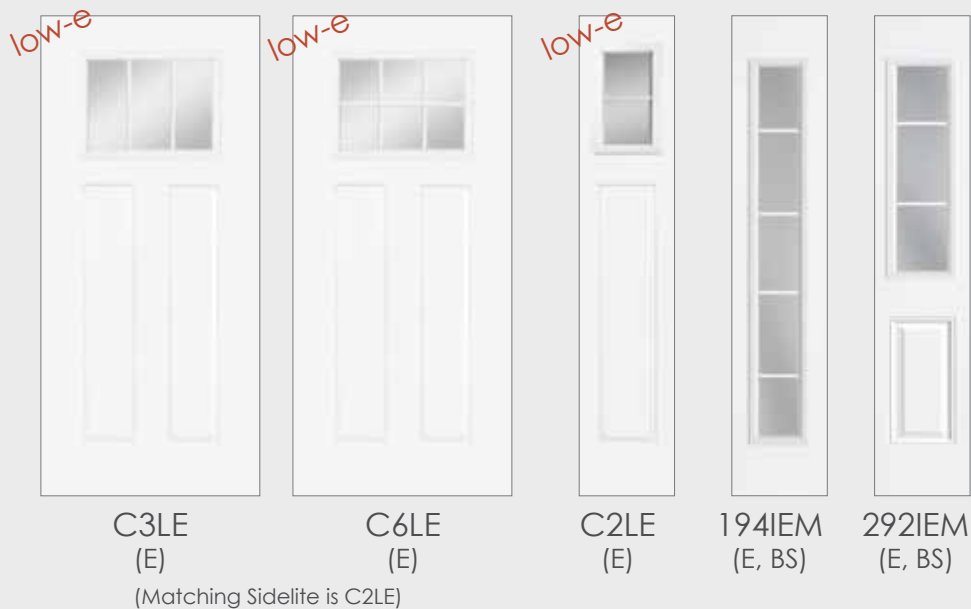 low-e
low-e
low-e
C3LE
(E)
C6LE
(E)
C2LE
(E)
194IEM
(E, BS)
292IEM
(E, BS)
(Matching Sidelite is C2LE)